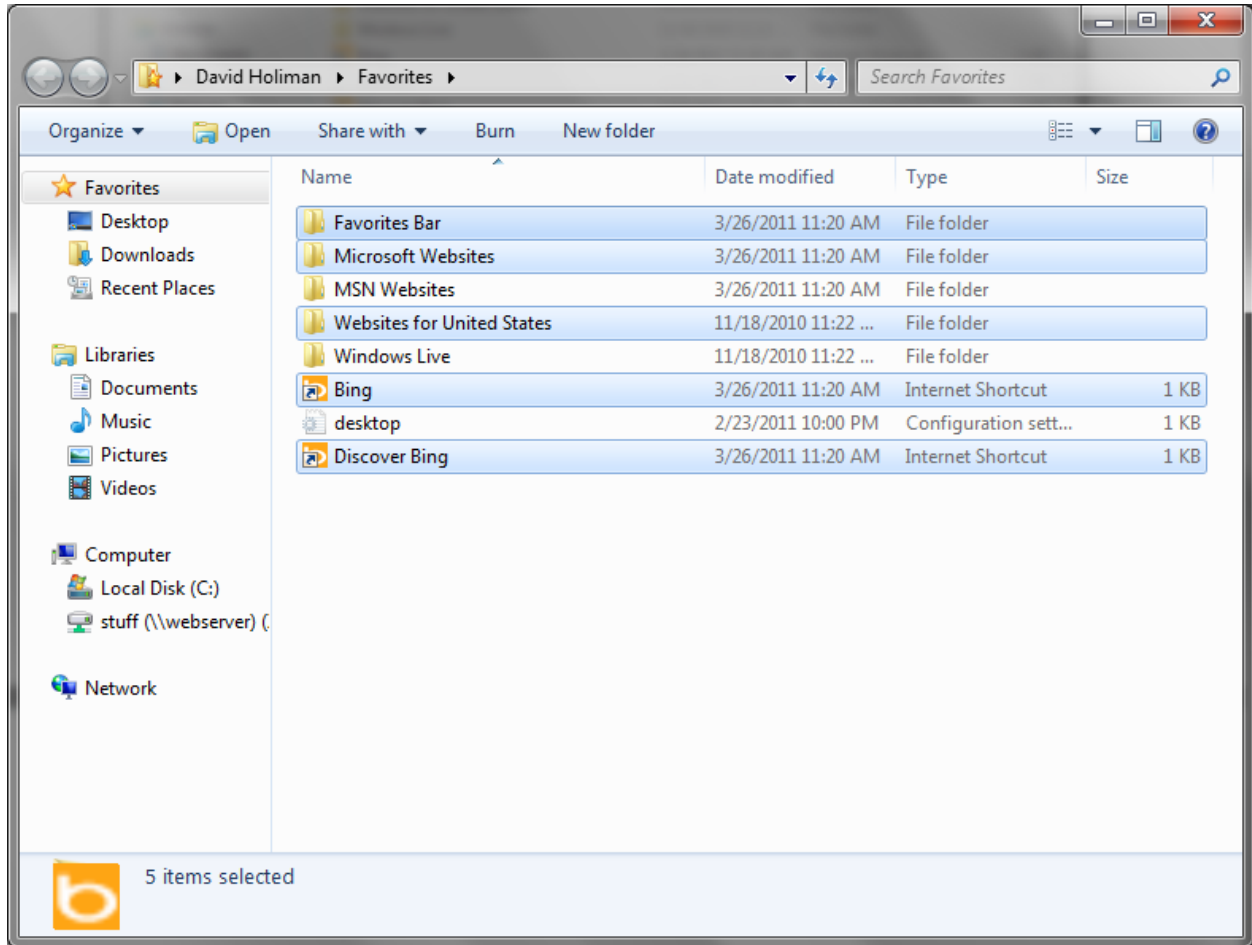 David Holiman Favorites Search Favorites
Organize Open Share with Burn New folder
Name Date modified Type Size
Favorites
Desktop
Downloads
Recent Places
Libraries
Documents
Music
Pictures
Videos
Computer
Local Disk (C:)
stuff (\\webserver) (.
Network
Favorites Bar 3/26/2011 11:20 AM File folder
Microsoft Websites 3/26/2011 11:20 AM File folder
MSN Websites 3/26/2011 11:20 AM File folder
Websites for United States 11/18/2010 11:22 ... File folder
Windows Live 11/18/2010 11:22 ... File folder
Bing 3/26/2011 11:20 AM Internet Shortcut 1 KB
desktop 2/23/2011 10:00 PM Configuration sett... 1 KB
Discover Bing 3/26/2011 11:20 AM Internet Shortcut 1 KB
5 items selected